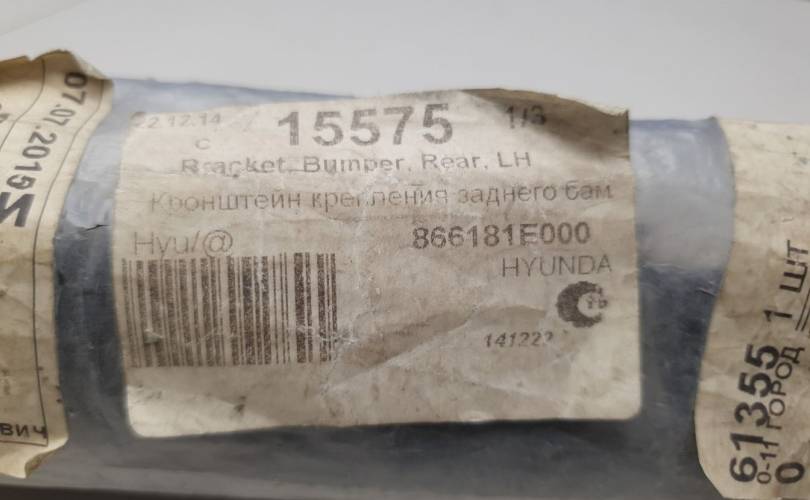 07.07.2015
ВИЧ
22.12.14 15575 1/3
С
Bracket, Bumper, Rear, LH
Кронштейн крепления заднего бам
Hyu/@ 866181E000
HYUNDA
141222
61355 1 ШТ
0-11 ГОРОД
0